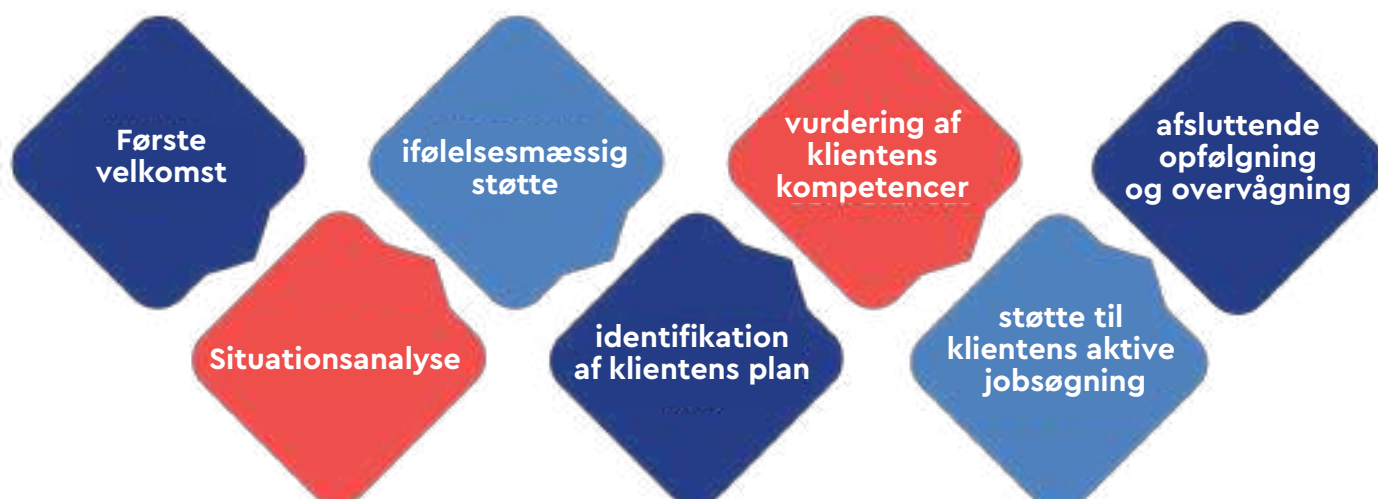 Første
velkomst
Situationsanalyse
ifølelsesmæssig
støtte
identifikation
af klientens plan
vurdering af
klientens
kompetencer
støtte til
klientens aktive
jobsøgning
afsluttende
opfølgning
og overvågning